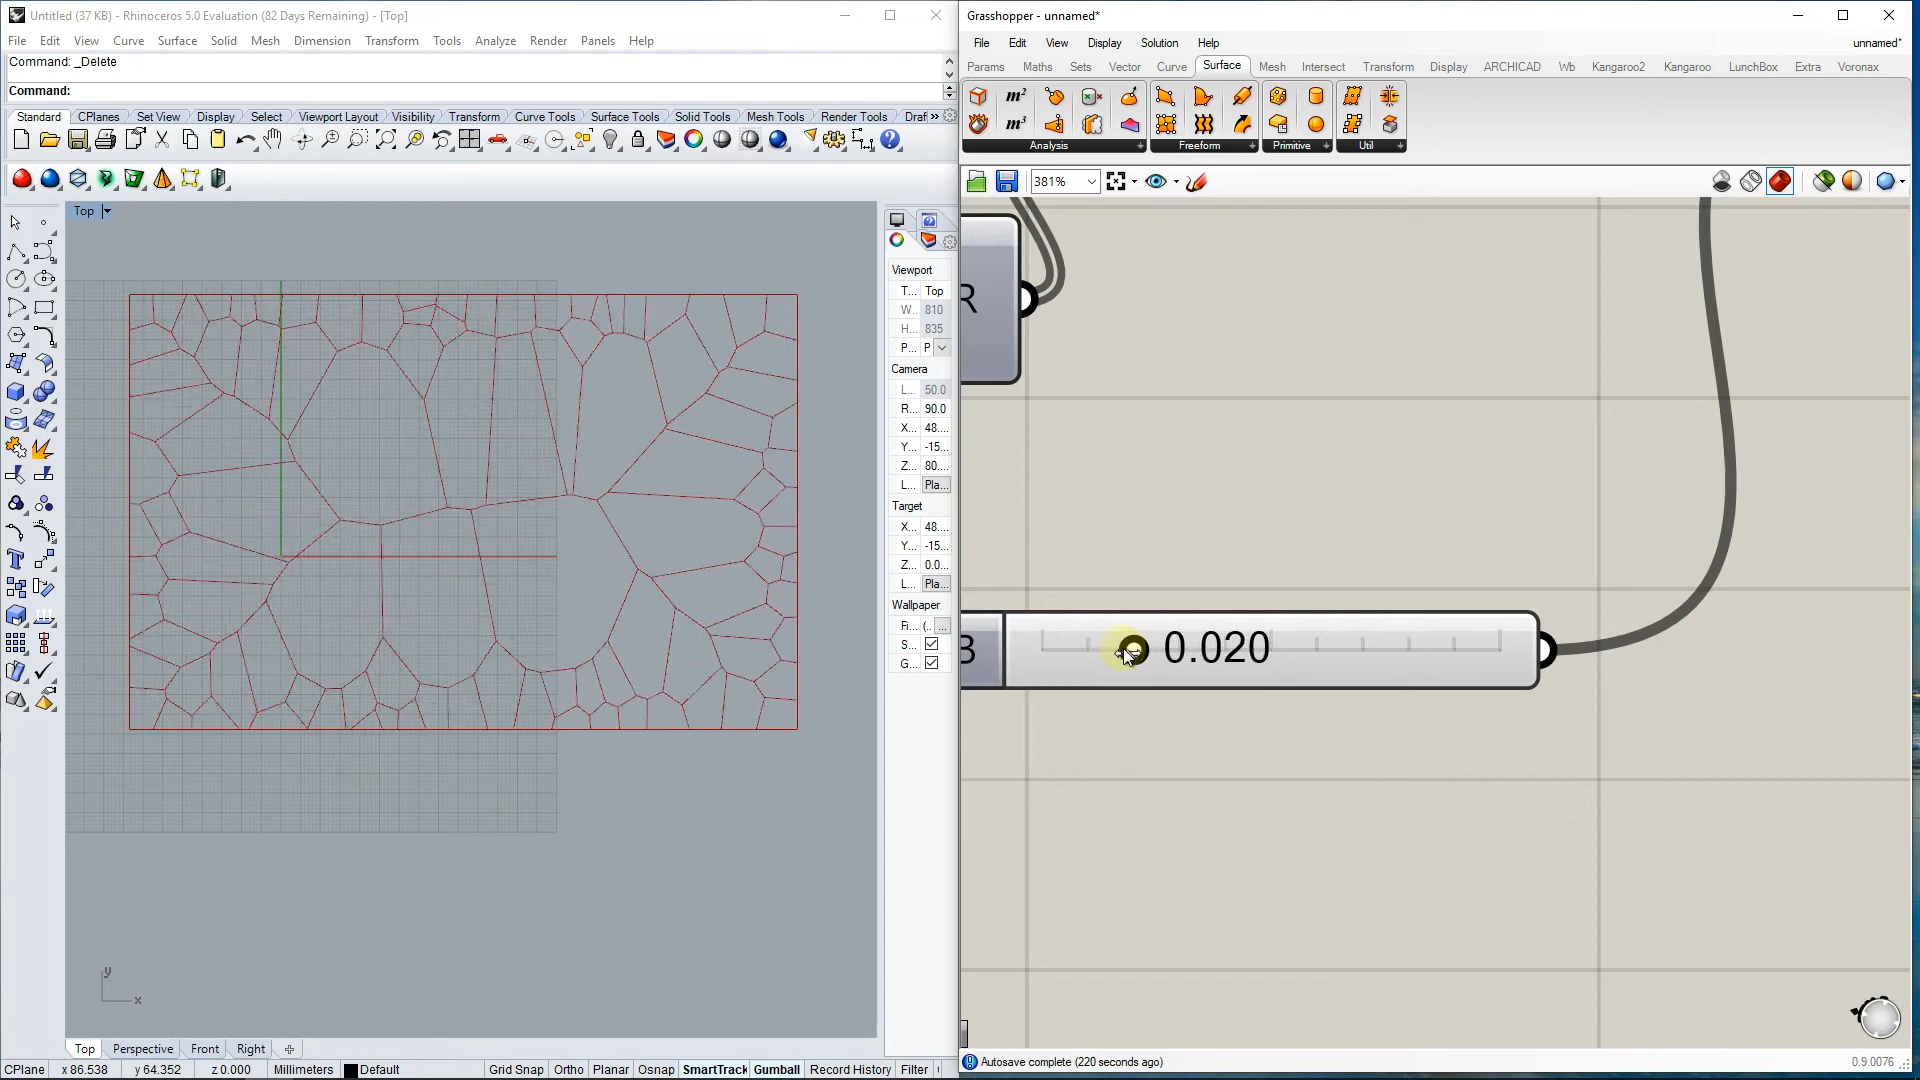 Untitled (37 KB) - Rhinoceros 5.0 Evaluation (82 Days Remaining) - [Top]
File Edit View Curve Surface Solid Mesh Dimension Transform Tools Analyze Render Panels Help
Command: _Delete
Command:
Standard CPlanes Set View Display Select Viewport Layout Visibility Transform Curve Tools Surface Tools Solid Tools Mesh Tools Render Tools Draf
Top
Viewport
T... Top
W... 810
H... 835
P... P
Camera
L... 50.0
R... 90.0
X... 48....
Y... -15...
Z... 80....
L... Pla...
Target
X... 48....
Y... -15...
Z... 0.0...
L... Pla...
Wallpaper
Fi... (.. ...
S...
G...
y
x
Top Perspective Front Right
CPlane x 86.538 y 64.352 z 0.000 Millimeters Default Grid Snap Ortho Planar Osnap SmartTrack Gumball Record History Filter
Grasshopper - unnamed*
File Edit View Display Solution Help
unnamed*
Params Maths Sets Vector Curve Surface Mesh Intersect Transform Display ARCHICAD Wb Kangaroo2 Kangaroo LunchBox Extra Voronax
m²
m³
Analysis Freeform Primitive Util
381%
R
0.020
Autosave complete (220 seconds ago)
0.9.0076